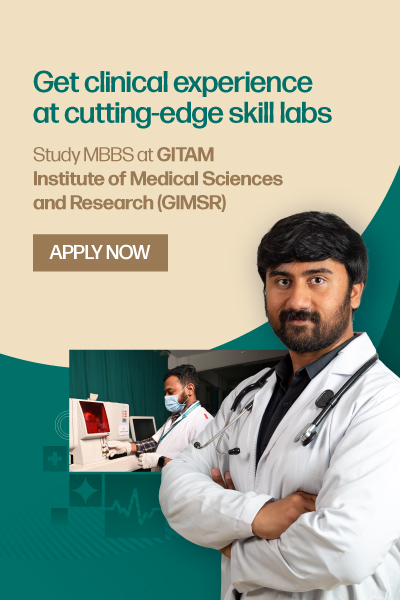 Get clinical experience
at cutting-edge skill labs
Study MBBS at GITAM
Institute of Medical Sciences
and Research (GIMSR)
APPLY NOW